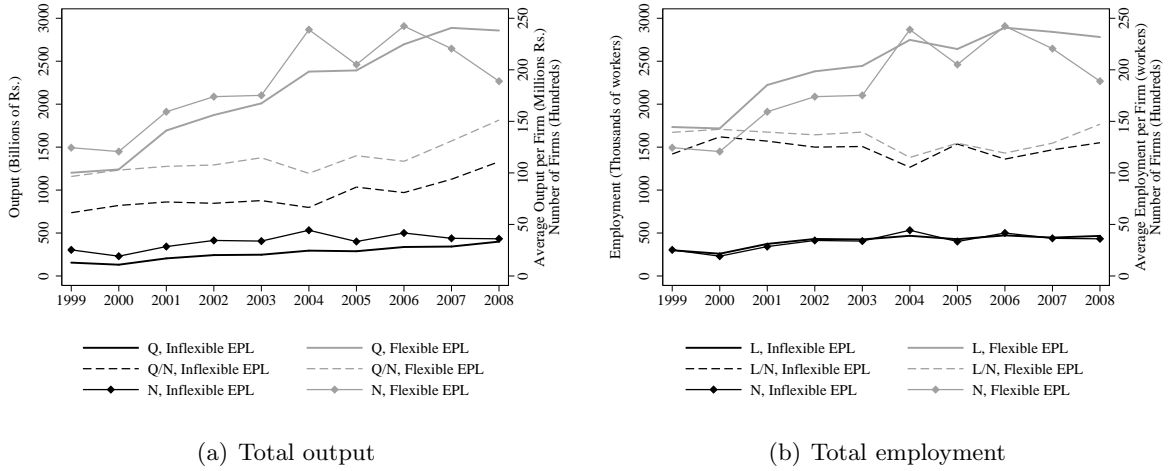 Output (Billions of Rs.)
0 500 1000 1500 2000 2500 3000
0 50 100 150 200 250
Average Output per Firm (Millions Rs.)
Number of Firms (Hundreds)
1999 2000 2001 2002 2003 2004 2005 2006 2007 2008
Q, Inflexible EPL Q, Flexible EPL
Q/N, Inflexible EPL Q/N, Flexible EPL
N, Inflexible EPL N, Flexible EPL
(a) Total output
Employment (Thousands of workers)
0 500 1000 1500 2000 2500 3000
0 50 100 150 200 250
Average Employment per Firm (workers)
Number of Firms (Hundreds)
1999 2000 2001 2002 2003 2004 2005 2006 2007 2008
L, Inflexible EPL L, Flexible EPL
L/N, Inflexible EPL L/N, Flexible EPL
N, Inflexible EPL N, Flexible EPL
(b) Total employment